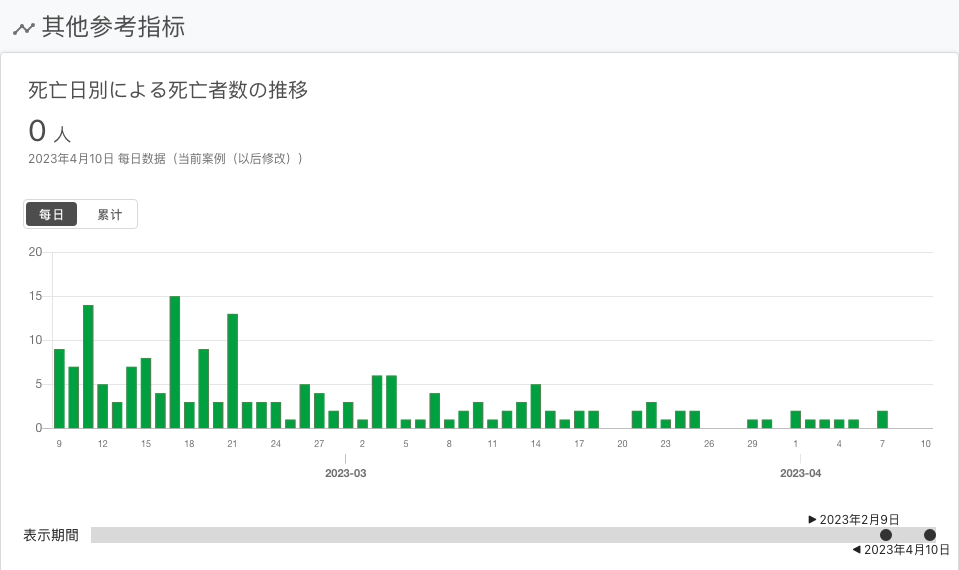 其他参考指标
死亡日別による死亡者数の推移
0 人
2023年4月10日 每日数据（当前案例（以后修改））
每日 累计
20
15
10
5
0
9 12 15 18 21 24 27 2 5 8 11 14 17 20 23 26 29 1 4 7 10
2023-03 2023-04
▶ 2023年2月9日
表示期間
◀ 2023年4月10日